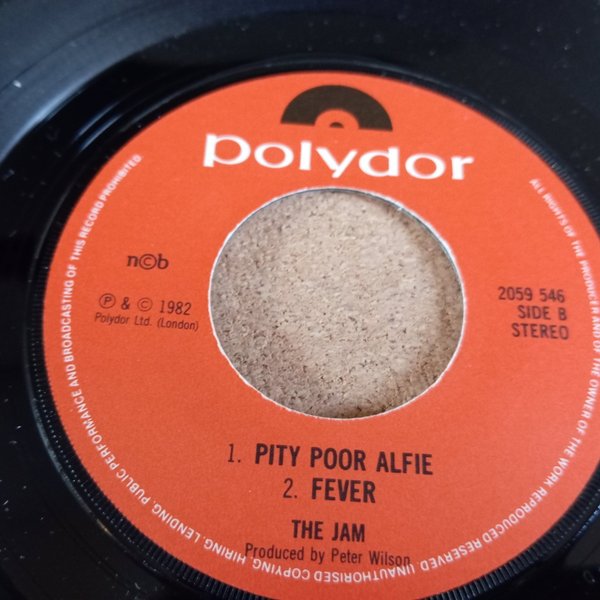 polydor
n©b
Ⓟ & © 1982
Polydor Ltd. (London)
2059 546
SIDE B
STEREO
1. PITY POOR ALFIE
2. FEVER
THE JAM
Produced by Peter Wilson
ALL RIGHTS OF THE PRODUCER AND OF THE OWNER OF THE WORK REPRODUCED RESERVED. UNAUTHORISED COPYING, HIRING, LENDING, PUBLIC PERFORMANCE AND BROADCASTING OF THIS RECORD PROHIBITED.